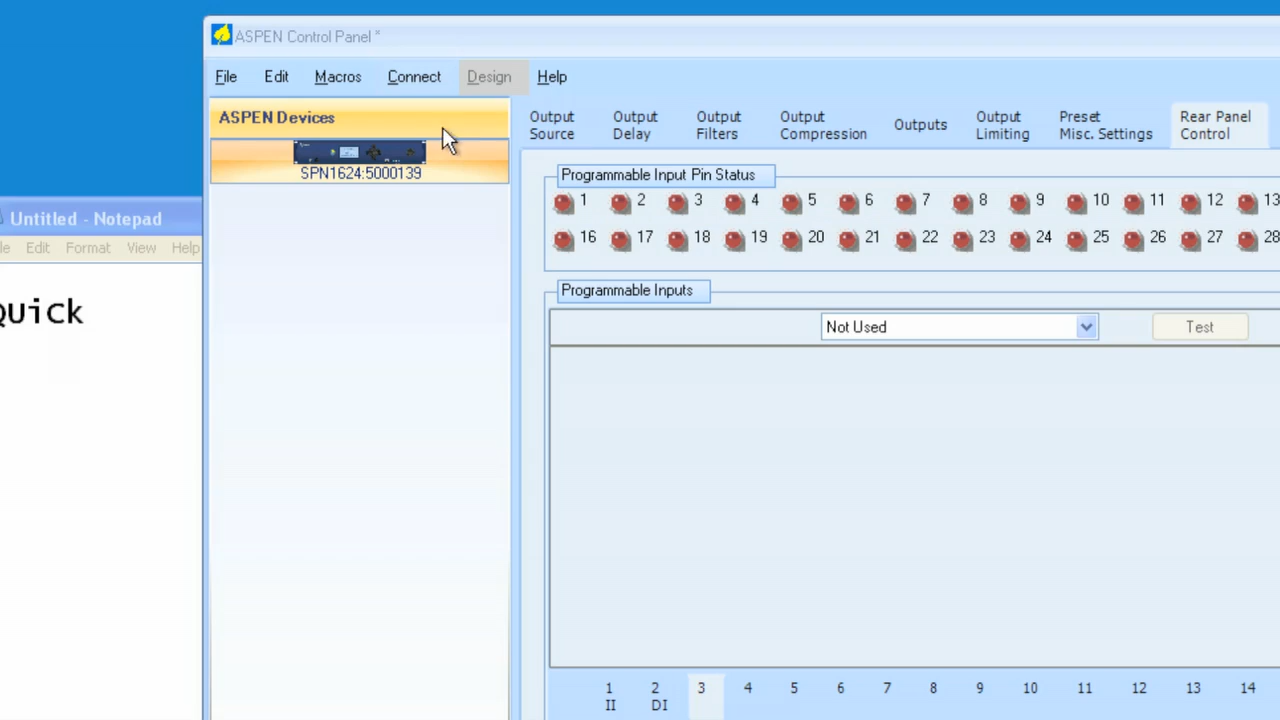 ASPEN Control Panel *
File Edit Macros Connect Design Help
ASPEN Devices
SPN1624:5000139
Untitled - Notepad
Edit Format View Help
Quick
Output Source
Output Delay
Output Filters
Output Compression
Outputs
Output Limiting
Preset Misc. Settings
Rear Panel Control
Programmable Input Pin Status
1 2 3 4 5 6 7 8 9 10 11 12 13
16 17 18 19 20 21 22 23 24 25 26 27 28
Programmable Inputs
Not Used
Test
1 2 3 4 5 6 7 8 9 10 11 12 13 14
II DI